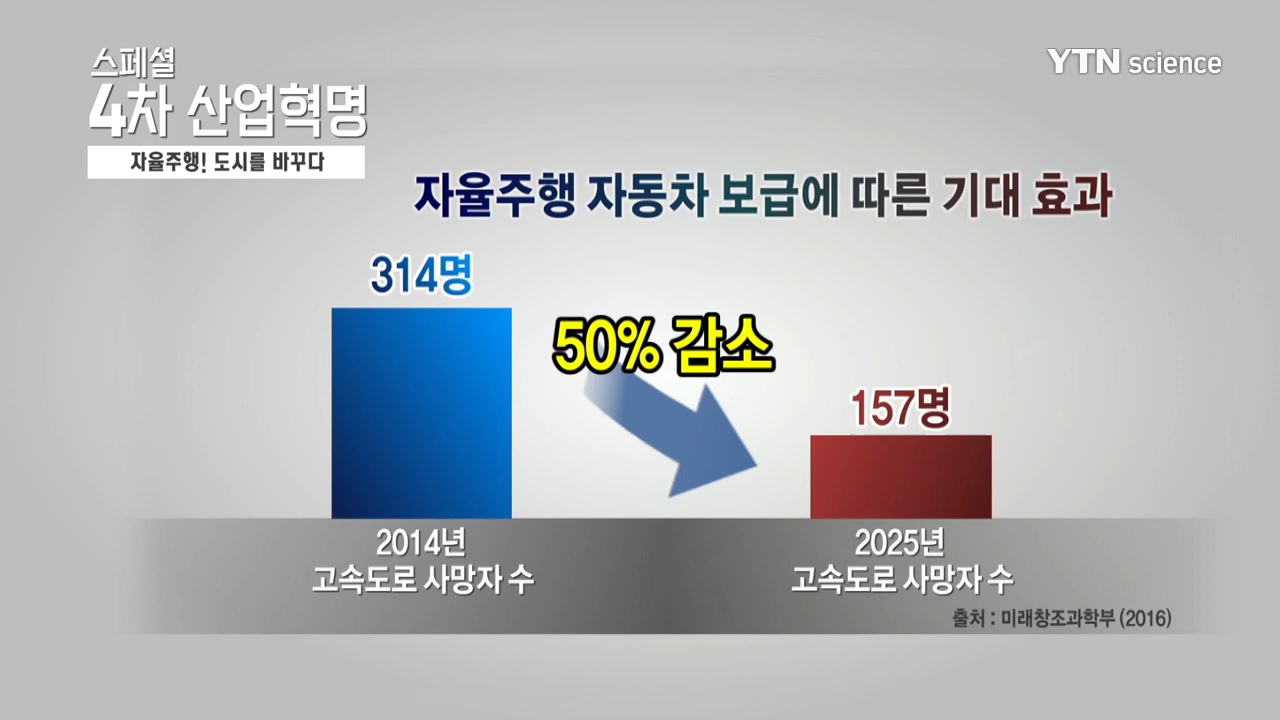 스페셜
4차 산업혁명
자율주행! 도시를 바꾸다
YTN science
자율주행 자동차 보급에 따른 기대 효과
314명
50% 감소
157명
2014년
고속도로 사망자 수
2025년
고속도로 사망자 수
출처 : 미래창조과학부 (2016)